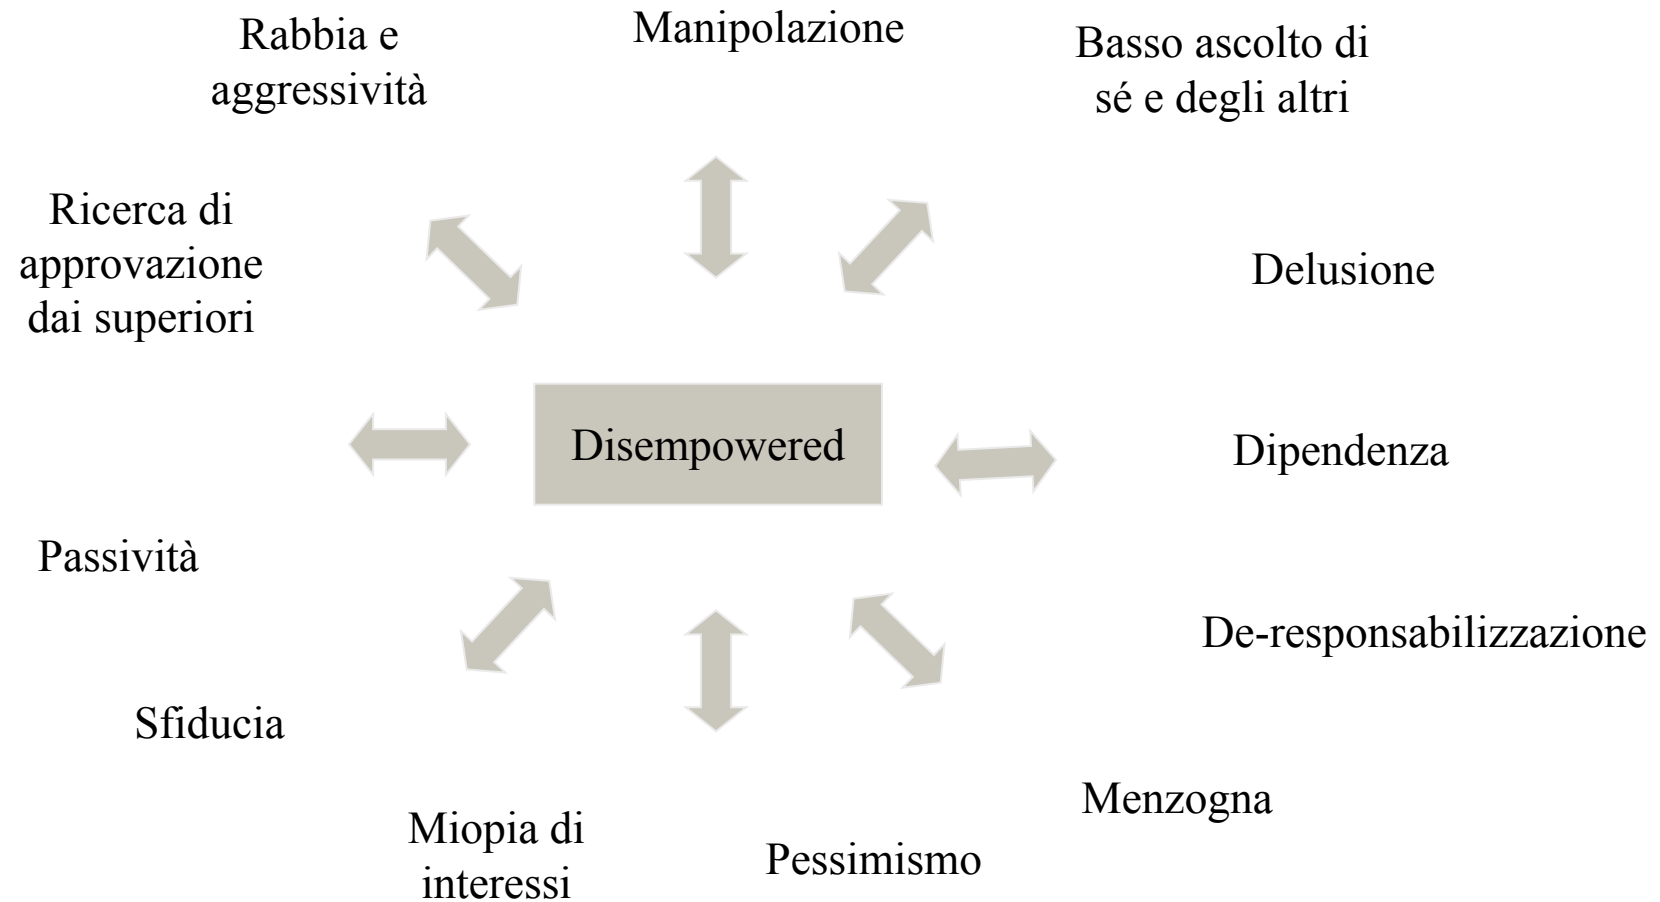 Rabbia e
aggressività
Manipolazione
Basso ascolto di
sé e degli altri
Ricerca di
approvazione
dai superiori
Delusione
Disempowered
Dipendenza
Passività
De-responsabilizzazione
Sfiducia
Menzogna
Miopia di
interessi
Pessimismo